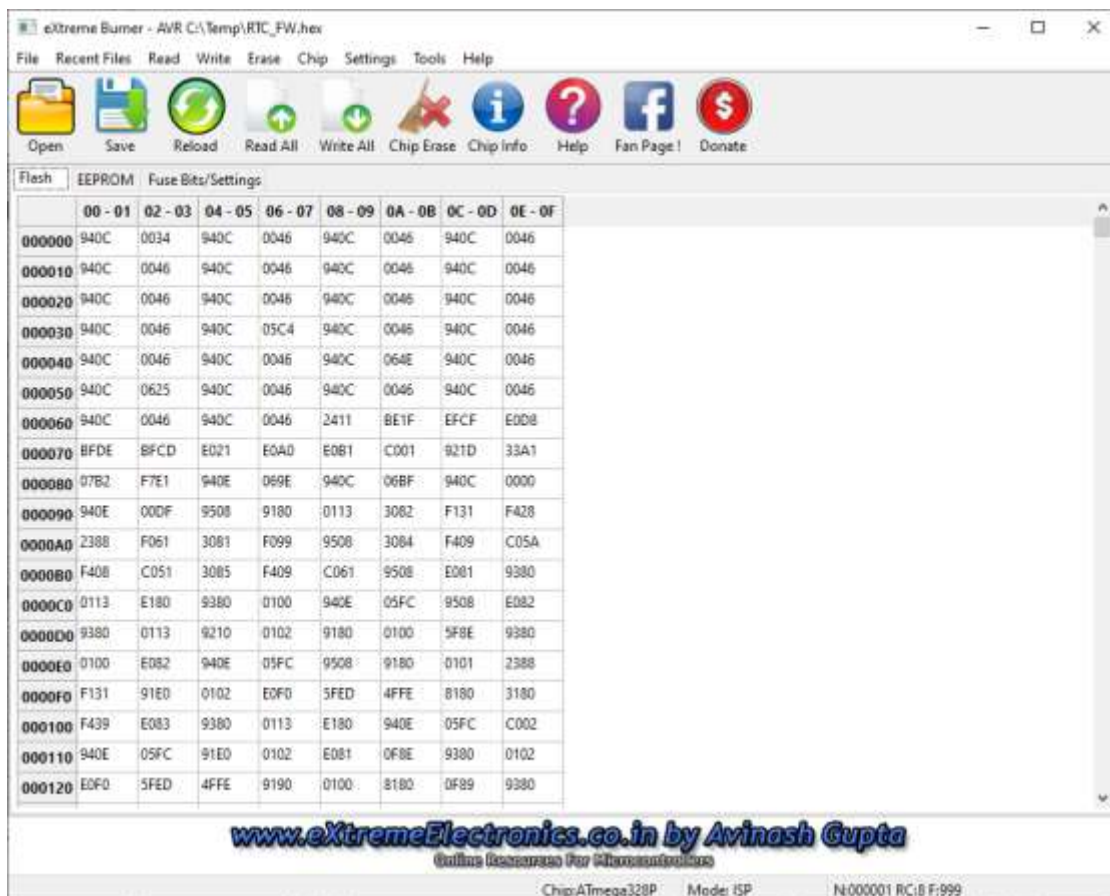 eXtreme Burner - AVR C:\Temp\RTC_FW.hex
File Recent Files Read Write Erase Chip Settings Tools Help
Open Save Reload Read All Write All Chip Erase Chip Info Help Fan Page ! Donate
Flash EEPROM Fuse Bits/Settings
00 - 01 02 - 03 04 - 05 06 - 07 08 - 09 0A - 0B 0C - 0D 0E - 0F
000000 940C 0034 940C 0046 940C 0046 940C 0046
000010 940C 0046 940C 0046 940C 0046 940C 0046
000020 940C 0046 940C 0046 940C 0046 940C 0046
000030 940C 0046 940C 05C4 940C 0046 940C 0046
000040 940C 0046 940C 0046 940C 064E 940C 0046
000050 940C 0625 940C 0046 940C 0046 940C 0046
000060 940C 0046 940C 0046 2411 BE1F EFCF E0D8
000070 BFDE BFCD E021 E0A0 E0B1 C001 921D 33A1
000080 07B2 F7E1 940E 069E 940C 06BF 940C 0000
000090 940E 00DF 9508 9180 0113 3082 F131 F428
0000A0 2388 F061 3081 F099 9508 3084 F409 C05A
0000B0 F408 C051 3085 F409 C061 9508 E081 9380
0000C0 0113 E180 9380 0100 940E 05FC 9508 E082
0000D0 9380 0113 9210 0102 9180 0100 5F8E 9380
0000E0 0100 E082 940E 05FC 9508 9180 0101 2388
0000F0 F131 91E0 0102 E0F0 5FED 4FFE 8180 3180
000100 F439 E083 9380 0113 E180 940E 05FC C002
000110 940E 05FC 91E0 0102 E081 0F8E 9380 0102
000120 E0F0 5FED 4FFE 9190 0100 8180 0F89 9380
www.eXtremeElectronics.co.in by Avinash Gupta
Online Resources For Microcontrollers
Chip:ATmega328P Mode: ISP N:000001 RC:8 F:999